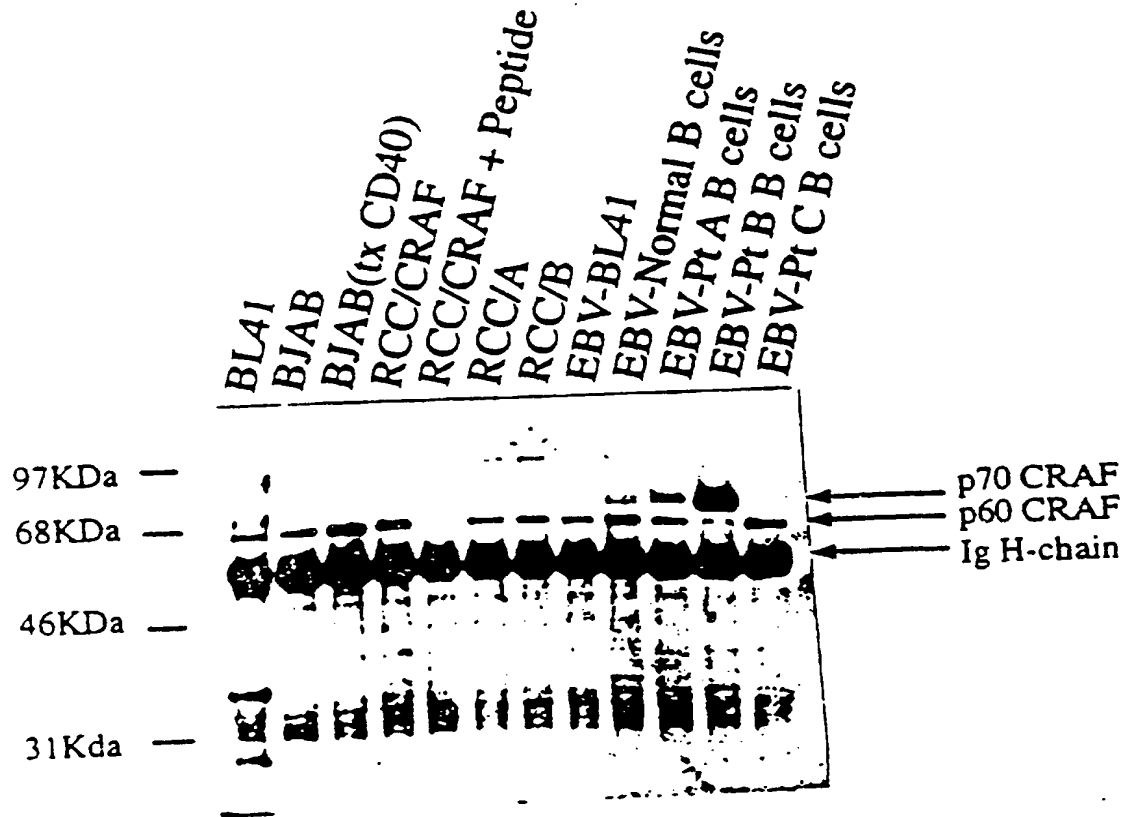 BL41
BJAB
BJAB(tx CD40)
RCC/CRAF
RCC/CRAF + Peptide
RCC/A
RCC/B
EBV-BL41
EBV-Normal B cells
EBV-Pt A B cells
EBV-Pt B B cells
EBV-Pt C B cells
97KDa
68KDa
46KDa
31Kda
p70 CRAF
p60 CRAF
Ig H-chain